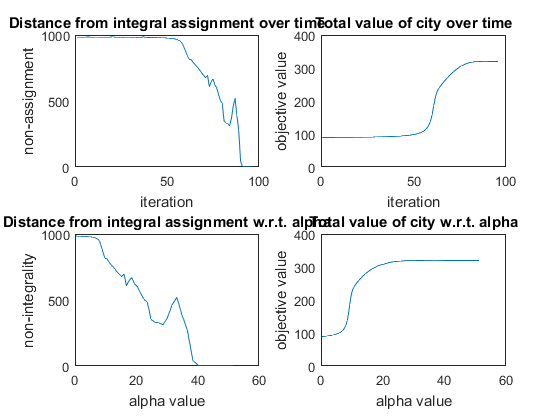 Distance from integral assignment over time
Total value of city over time
1000
500
0
non-assignment
0
50
100
iteration
400
300
200
100
0
objective value
0
50
100
iteration
Distance from integral assignment w.r.t. alpha
Total value of city w.r.t. alpha
1000
500
0
non-integrality
0
20
40
60
alpha value
400
300
200
100
0
objective value
0
20
40
60
alpha value